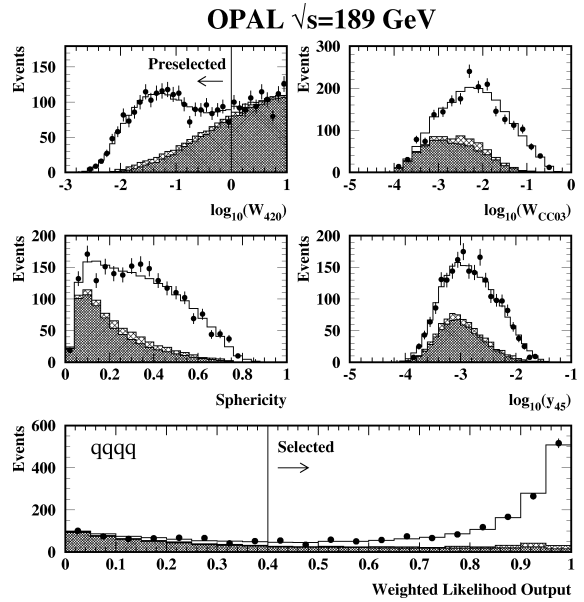 OPAL √s=189 GeV
Events
150
100
50
0
Preselected
←
-3 -2 -1 0 1
log10(W420)
Events
300
200
100
0
-5 -4 -3 -2 -1 0
log10(WCC03)
Events
200
150
100
50
0
0 0.2 0.4 0.6 0.8 1
Sphericity
Events
200
150
100
50
0
-5 -4 -3 -2 -1
log10(y45)
Events
600
400
200
0
qqqq
Selected
→
0 0.1 0.2 0.3 0.4 0.5 0.6 0.7 0.8 0.9 1
Weighted Likelihood Output